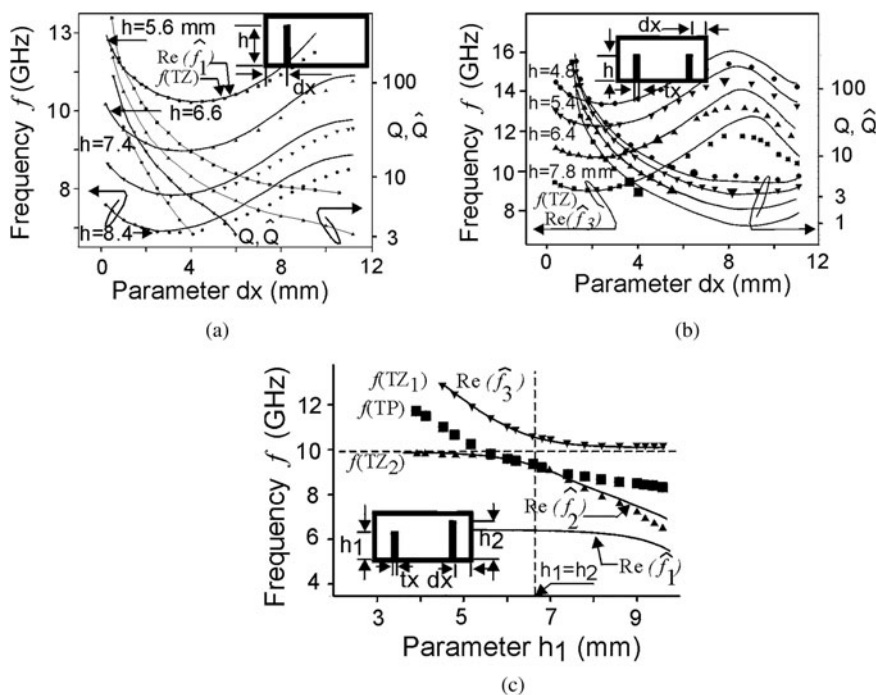 Frequency f (GHz)
13
11
9
8
h=5.6 mm
Re(f̂₁)
f(TZ)
h=6.6
h=7.4
h=8.4
h
dx
Q, Q̂
100
Q, Q̂
10
3
0 4 8 12
Parameter dx (mm)
(a)
Frequency f (GHz)
16
14
12
10
8
h=4.8
h=5.4
h=6.4
h=7.8 mm
f(TZ)
Re(f̂₃)
dx
h
tx
100
Q, Q̂
10
3
1
0 4 8 12
Parameter dx (mm)
(b)
Frequency f (GHz)
12
10
8
6
4
f(TZ₁)
Re(f̂₃)
f(TP)
f(TZ₂)
Re(f̂₂)
Re(f̂₁)
h1
h2
tx dx
h₁=h₂
3 5 7 9
Parameter h₁ (mm)
(c)